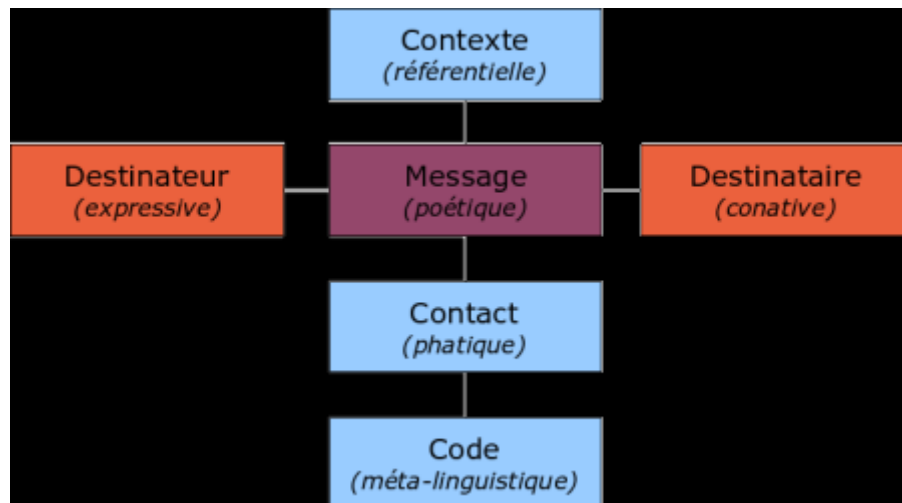 Contexte
(référentielle)
Destinateur
(expressive)
Message
(poétique)
Destinataire
(conative)
Contact
(phatique)
Code
(méta-linguistique)